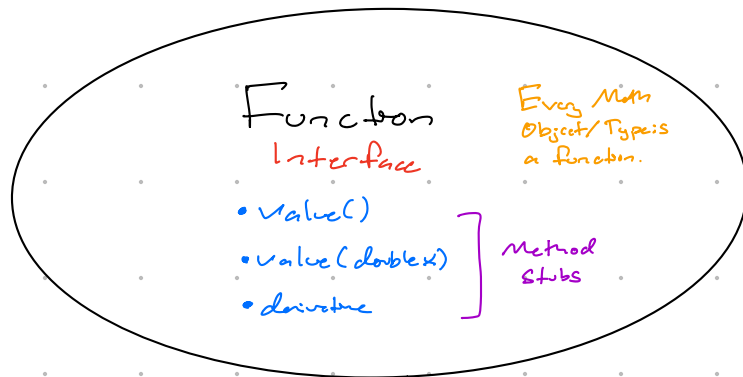 Function
Interface
Every Math
Object/Type is
a function.
• value()
• value(double x)
• derivative
Method
Stubs